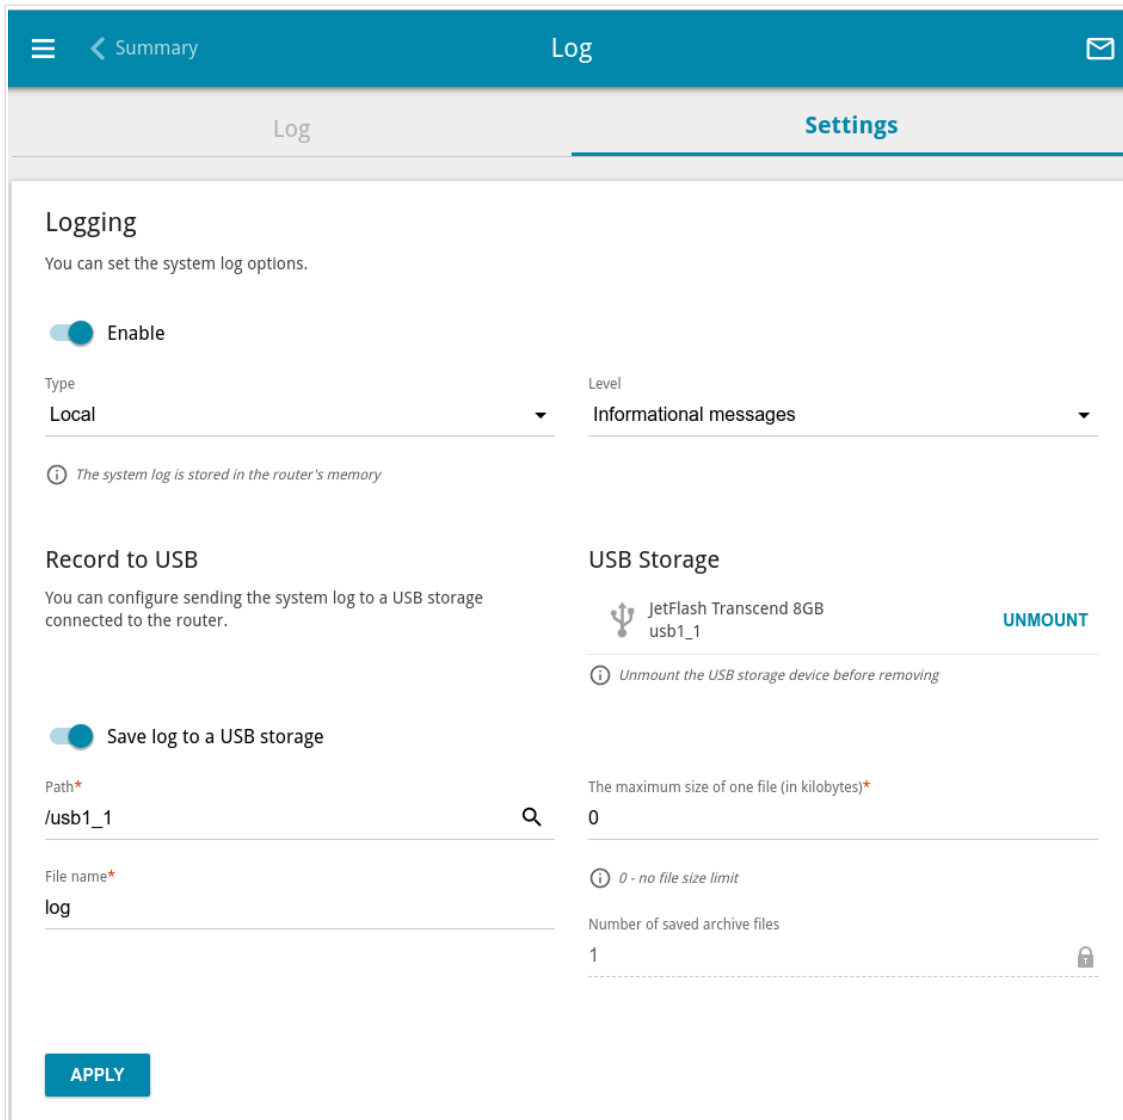 Summary
Log
Log
Settings
Logging
You can set the system log options.
Enable
Type
Local
Level
Informational messages
The system log is stored in the router's memory
Record to USB
You can configure sending the system log to a USB storage
connected to the router.
USB Storage
JetFlash Transcend 8GB
usb1_1
UNMOUNT
Unmount the USB storage device before removing
Save log to a USB storage
Path*
/usb1_1
The maximum size of one file (in kilobytes)*
0
File name*
log
0 - no file size limit
Number of saved archive files
1
APPLY